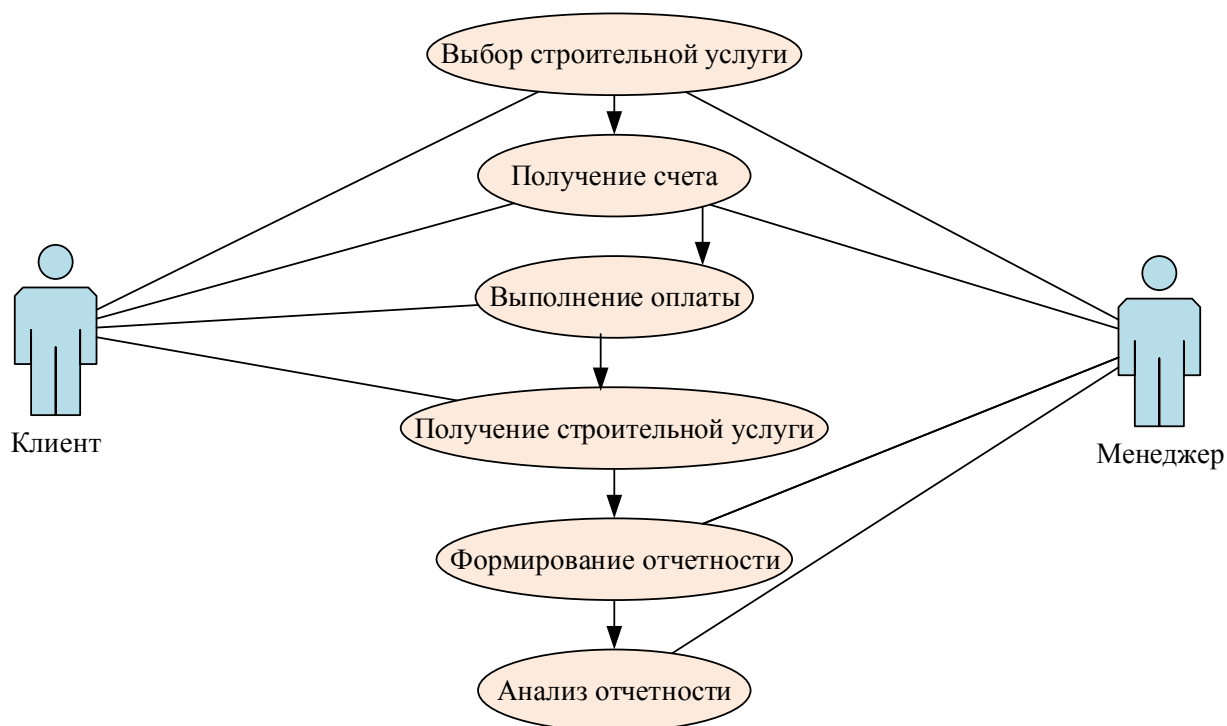 Выбор строительной услуги
Получение счета
Выполнение оплаты
Получение строительной услуги
Клиент
Менеджер
Формирование отчетности
Анализ отчетности